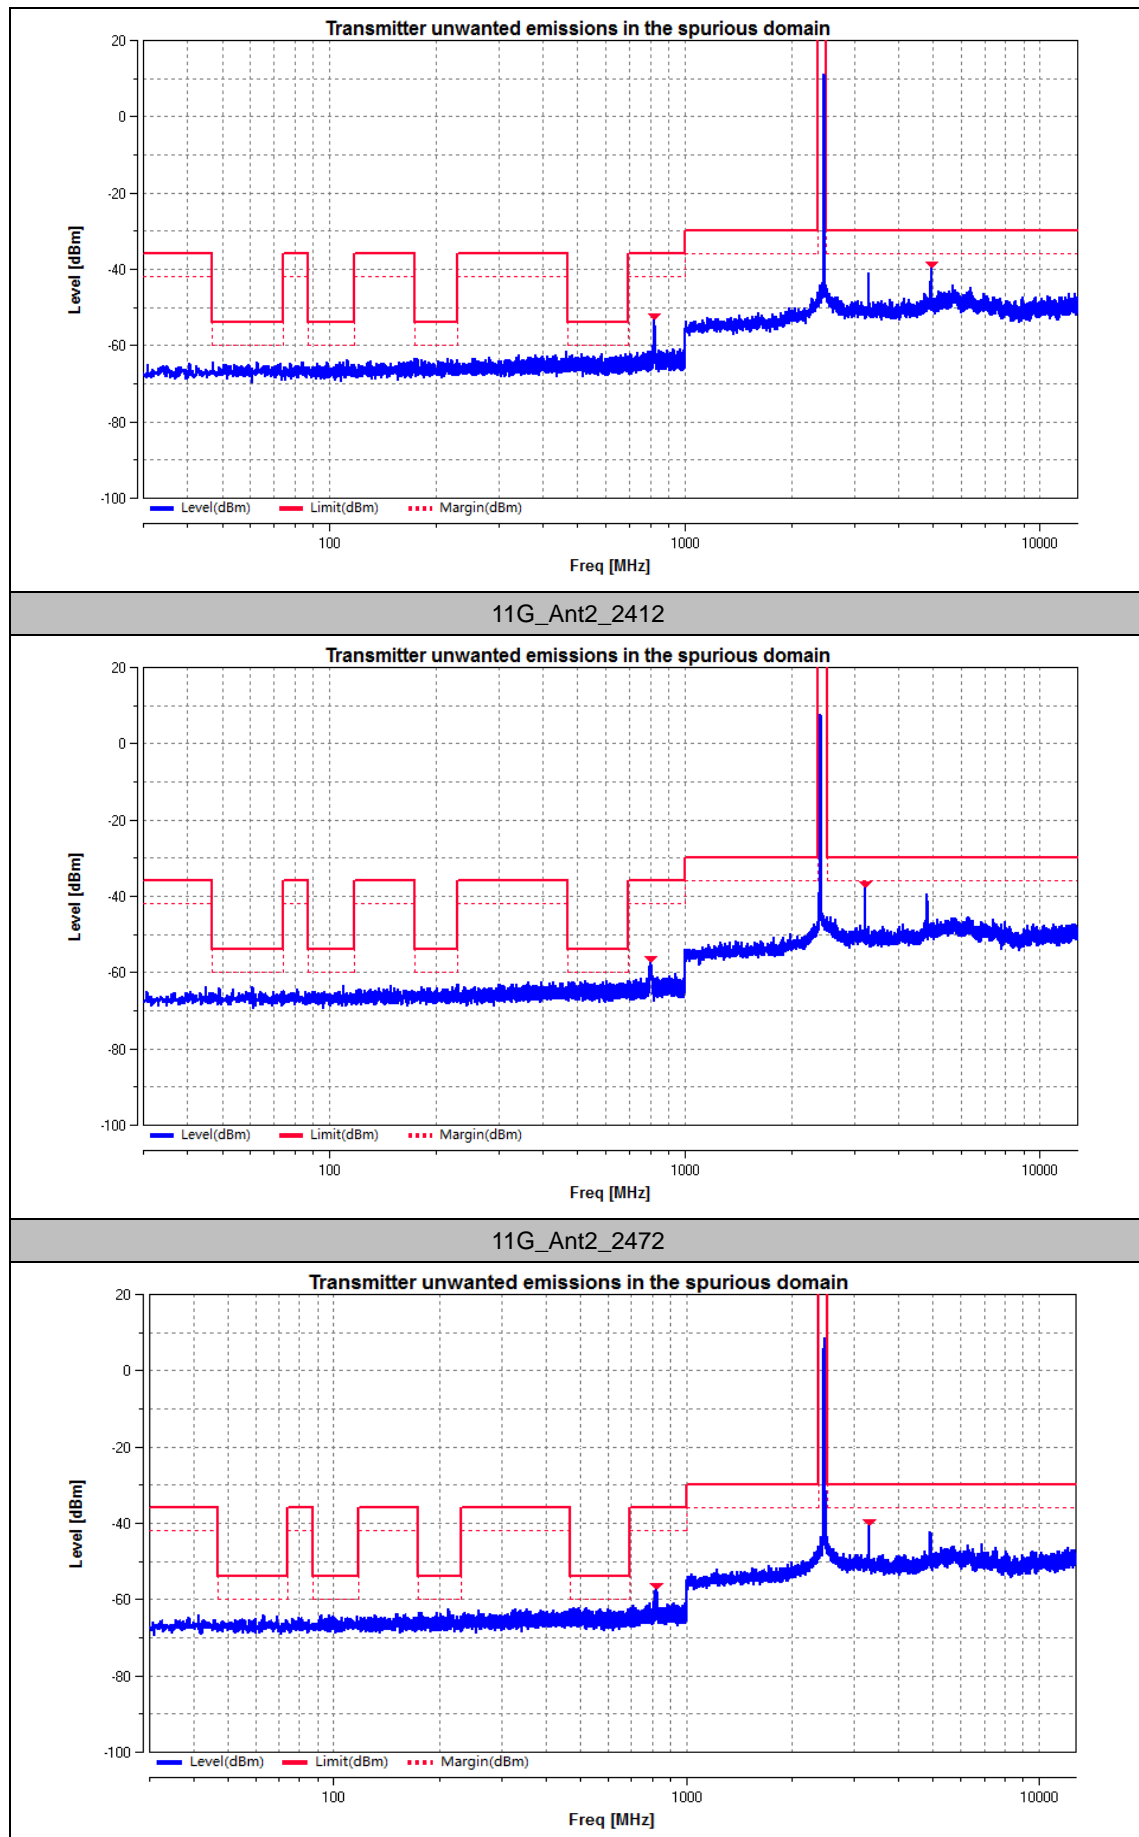 Transmitter unwanted emissions in the spurious domain
20
0
-20
-40
-60
-80
-100
Level [dBm]
Level(dBm) Limit(dBm) Margin(dBm)
100 1000 10000
Freq [MHz]
11G_Ant2_2412
Transmitter unwanted emissions in the spurious domain
20
0
-20
-40
-60
-80
-100
Level [dBm]
Level(dBm) Limit(dBm) Margin(dBm)
100 1000 10000
Freq [MHz]
11G_Ant2_2472
Transmitter unwanted emissions in the spurious domain
20
0
-20
-40
-60
-80
-100
Level [dBm]
Level(dBm) Limit(dBm) Margin(dBm)
100 1000 10000
Freq [MHz]